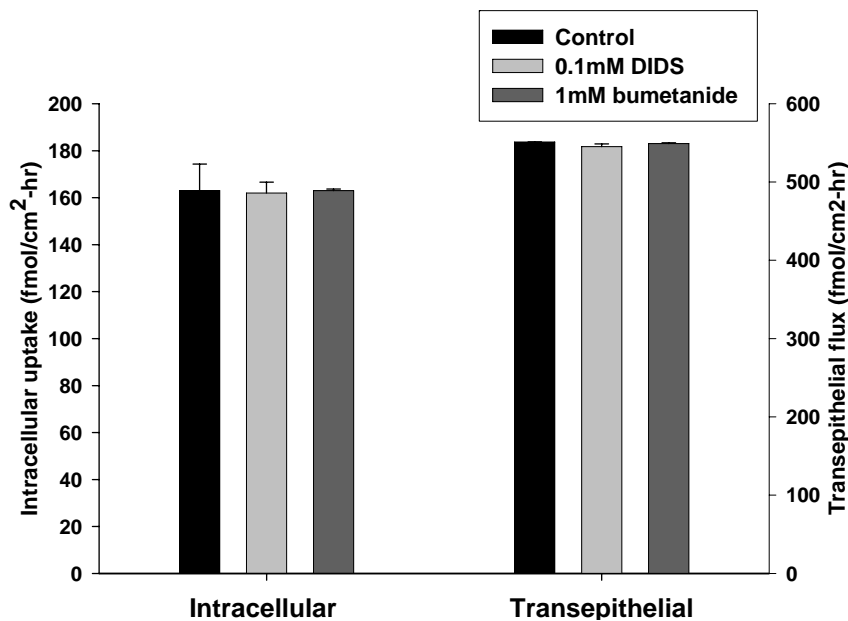 Control
0.1mM DIDS
1mM bumetanide
200
180
160
140
120
100
80
60
40
20
0
Intracellular uptake (fmol/cm2-hr)
600
500
400
300
200
100
0
Transepithelial flux (fmol/cm2-hr)
Intracellular
Transepithelial